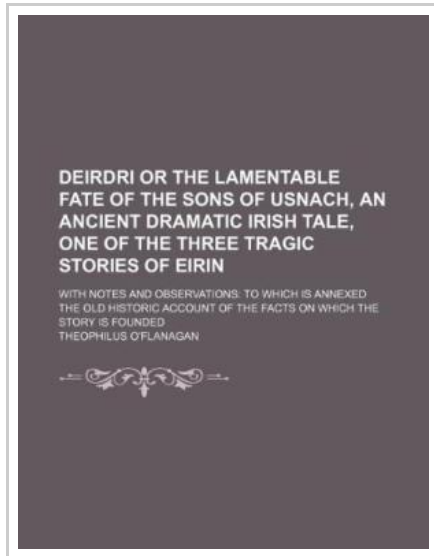 DEIRDRI OR THE LAMENTABLE
FATE OF THE SONS OF USNACH, AN
ANCIENT DRAMATIC IRISH TALE,
ONE OF THE THREE TRAGIC
STORIES OF EIRIN
WITH NOTES AND OBSERVATIONS: TO WHICH IS ANNEXED
THE OLD HISTORIC ACCOUNT OF THE FACTS ON WHICH THE
STORY IS FOUNDED
THEOPHILUS O'FLANAGAN